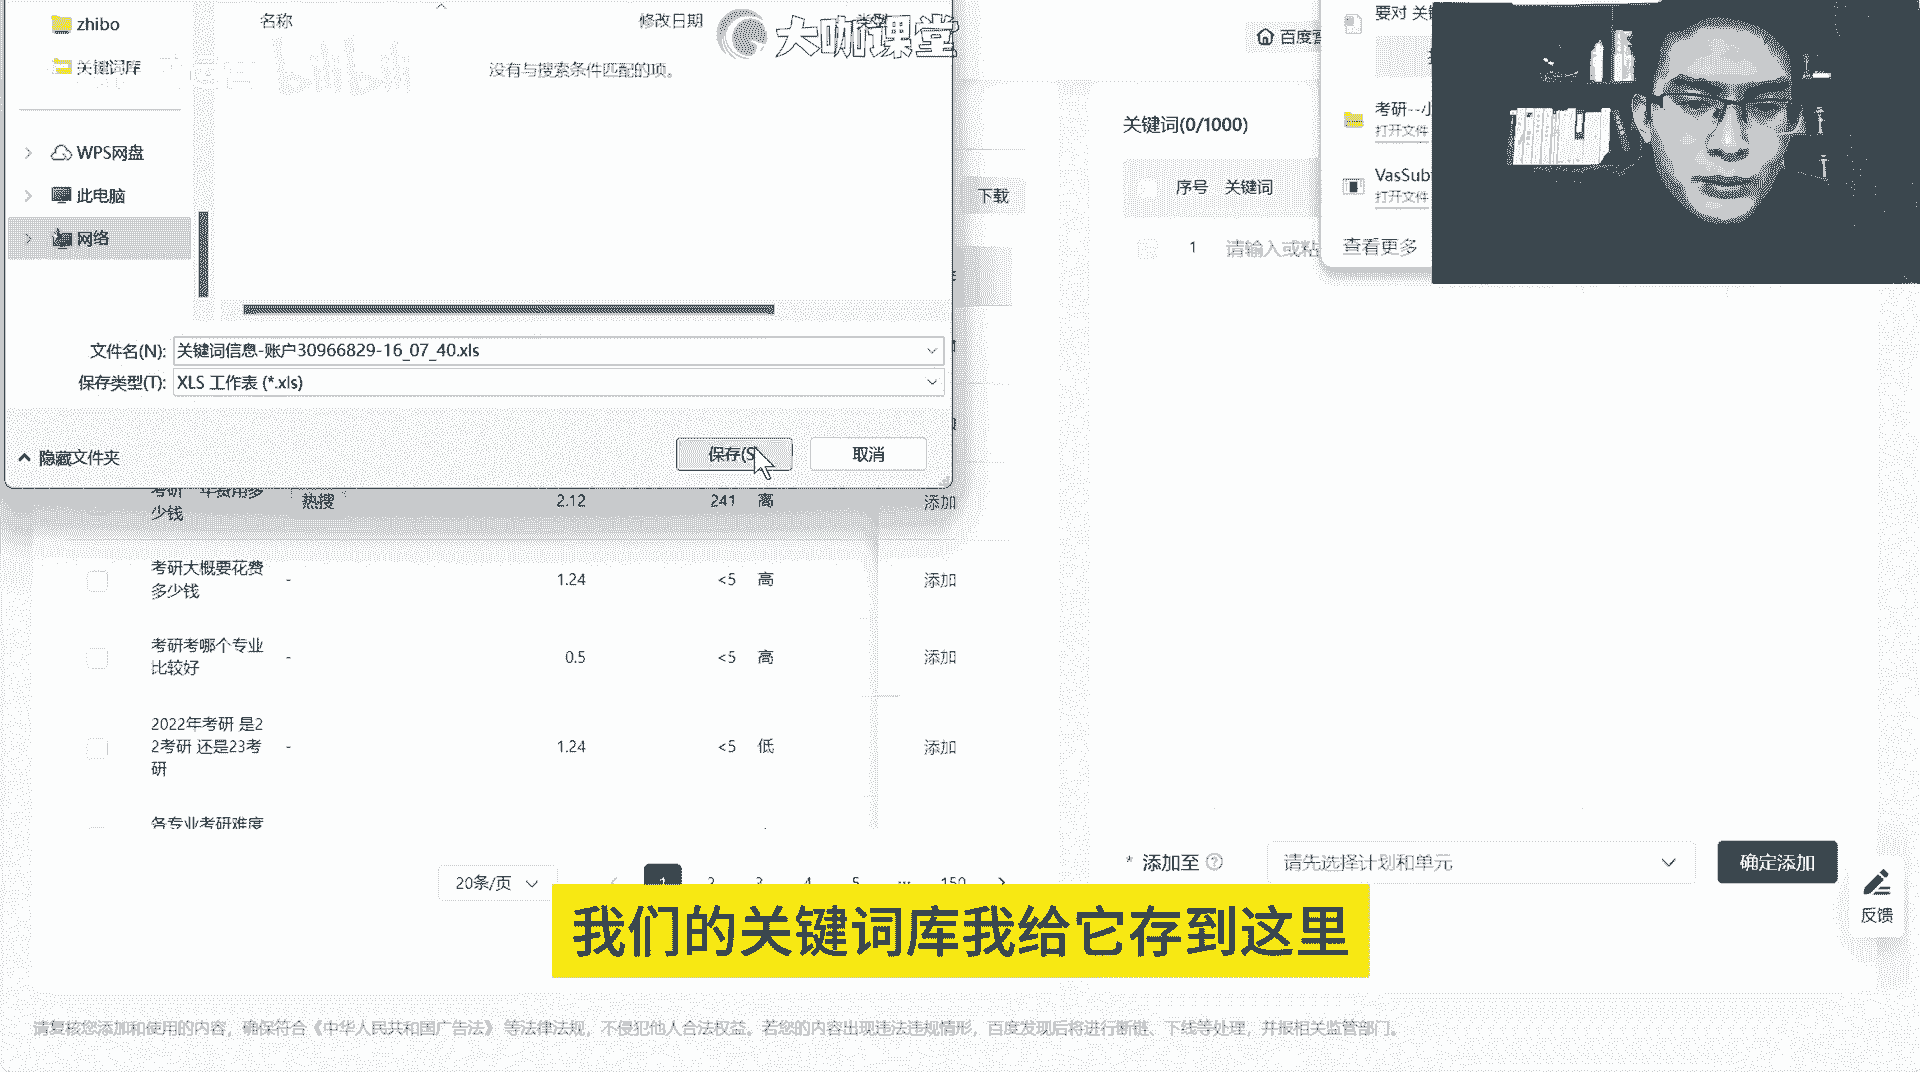 zhibo
名称
修改日期
类型
大咖课堂
关键词库
bilibili
没有与搜索条件匹配的项。
WPS网盘
此电脑
网络
文件名(N):
关键词信息-账户30966829-16_07_40.xls
保存类型(T):
XLS 工作表 (*.xls)
隐藏文件夹
保存(S
取消
百度
要对 关
考研--小
打开文件
VasSub
打开文件
查看更多
关键词(0/1000)
下载
序号 关键词
1 请输入或粘
少钱
热搜
2.12
241
高
添加
考研大概要花费
多少钱
-
1.24
<5
高
添加
考研考哪个专业
比较好
-
0.5
<5
高
添加
2022年考研 是2
2考研 还是23考
研
-
1.24
<5
低
添加
各专业考研难度
20条/页
1 2 3 4 5 ... 150
* 添加至
请先选择计划和单元
确定添加
反馈
我们的关键词库我给它存到这里
请复核您添加和使用的内容，确保符合《中华人民共和国广告法》 等法律法规，不侵犯他人合法权益。若您的内容出现违法违规情形，百度发现后将进行断链、下线等处理，并报相关监管部门。